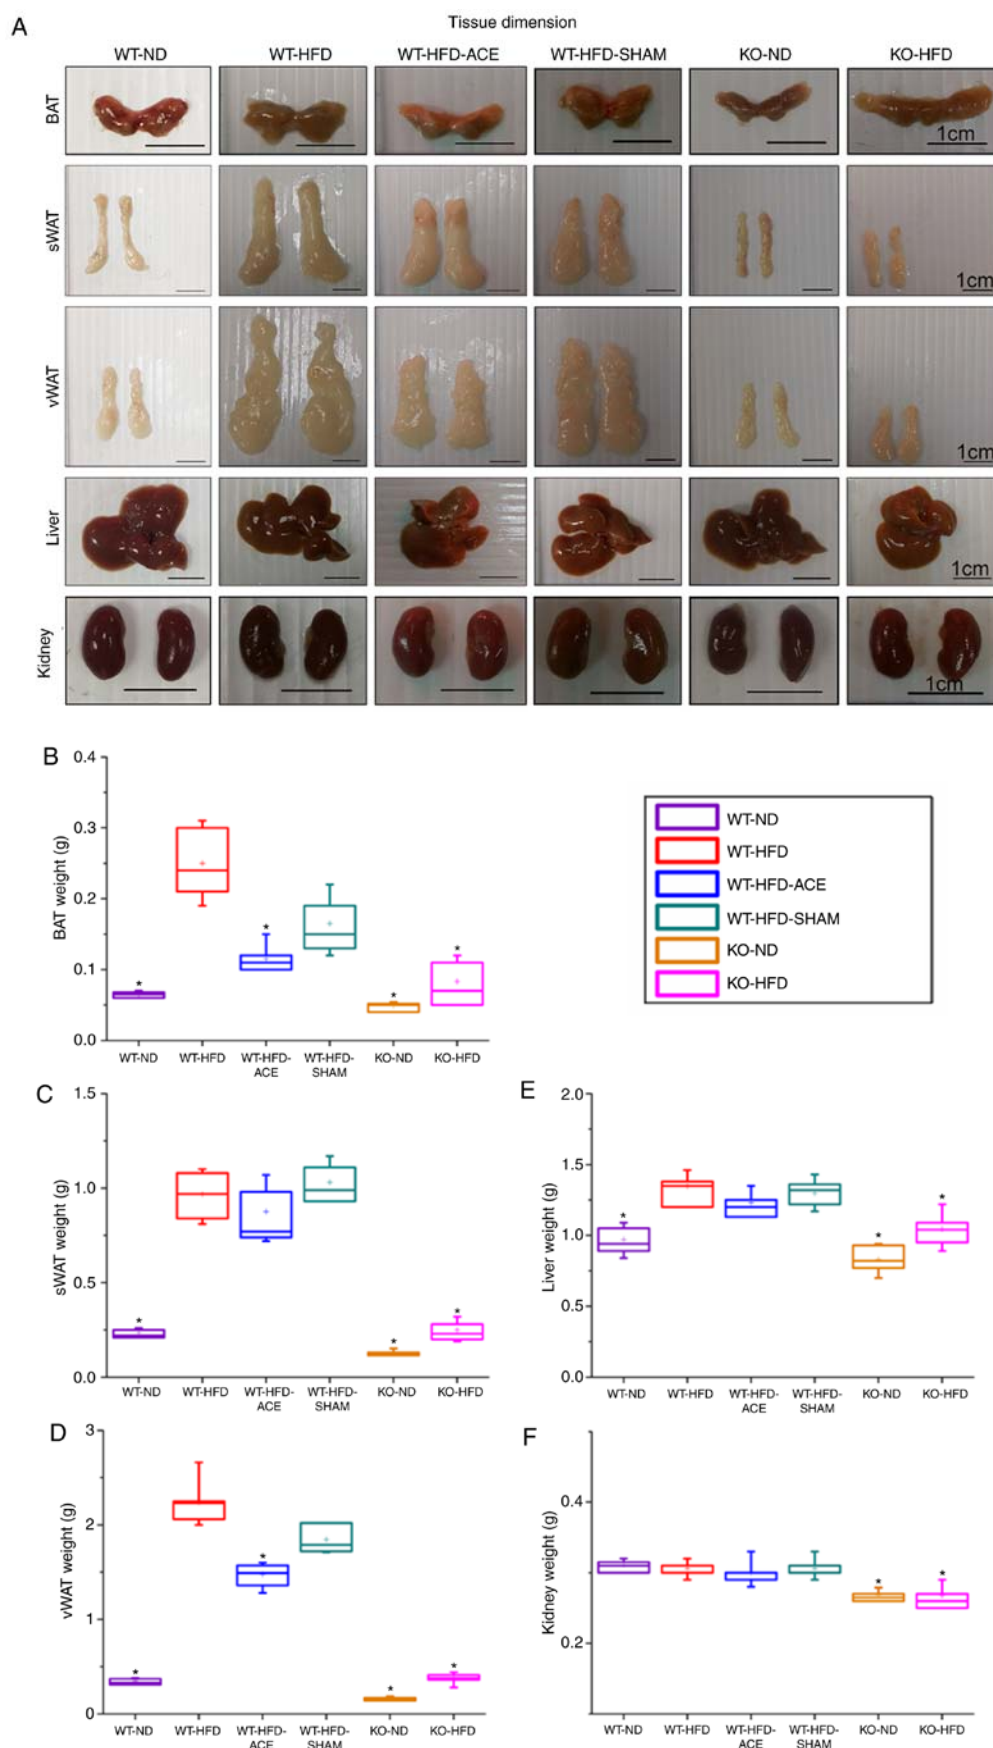 A
Tissue dimension
WT-ND WT-HFD WT-HFD-ACE WT-HFD-SHAM KO-ND KO-HFD
BAT
1cm
sWAT
1cm
vWAT
1cm
Liver
1cm
Kidney
1cm
B
0.4
0.3
0.2
0.1
0.0
BAT weight (g)
* * * *
WT-ND WT-HFD WT-HFD-ACE WT-HFD-SHAM KO-ND KO-HFD
WT-ND
WT-HFD
WT-HFD-ACE
WT-HFD-SHAM
KO-ND
KO-HFD
C
1.5
1.0
0.5
0.0
sWAT weight (g)
* * *
WT-ND WT-HFD WT-HFD-ACE WT-HFD-SHAM KO-ND KO-HFD
E
2.0
1.5
1.0
0.5
0.0
Liver weight (g)
* * *
WT-ND WT-HFD WT-HFD-ACE WT-HFD-SHAM KO-ND KO-HFD
D
3
2
1
0
vWAT weight (g)
* * * *
WT-ND WT-HFD WT-HFD-ACE WT-HFD-SHAM KO-ND KO-HFD
F
0.4
0.2
Kidney weight (g)
* *
WT-ND WT-HFD WT-HFD-ACE WT-HFD-SHAM KO-ND KO-HFD